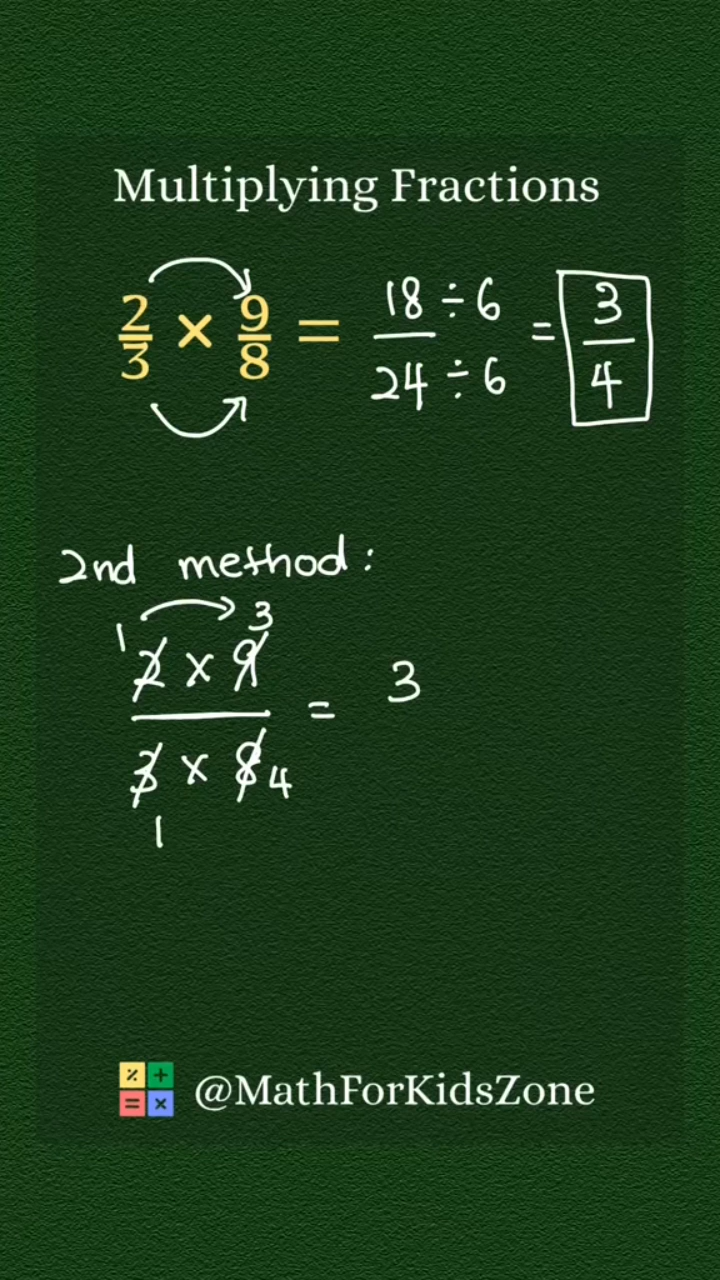 Multiplying Fractions
2/3 × 9/8 = 18 ÷ 6 / 24 ÷ 6 = 3/4
2nd method:
1 3
2 x 9
= 3
3 x 8 4
1
@MathForKidsZone